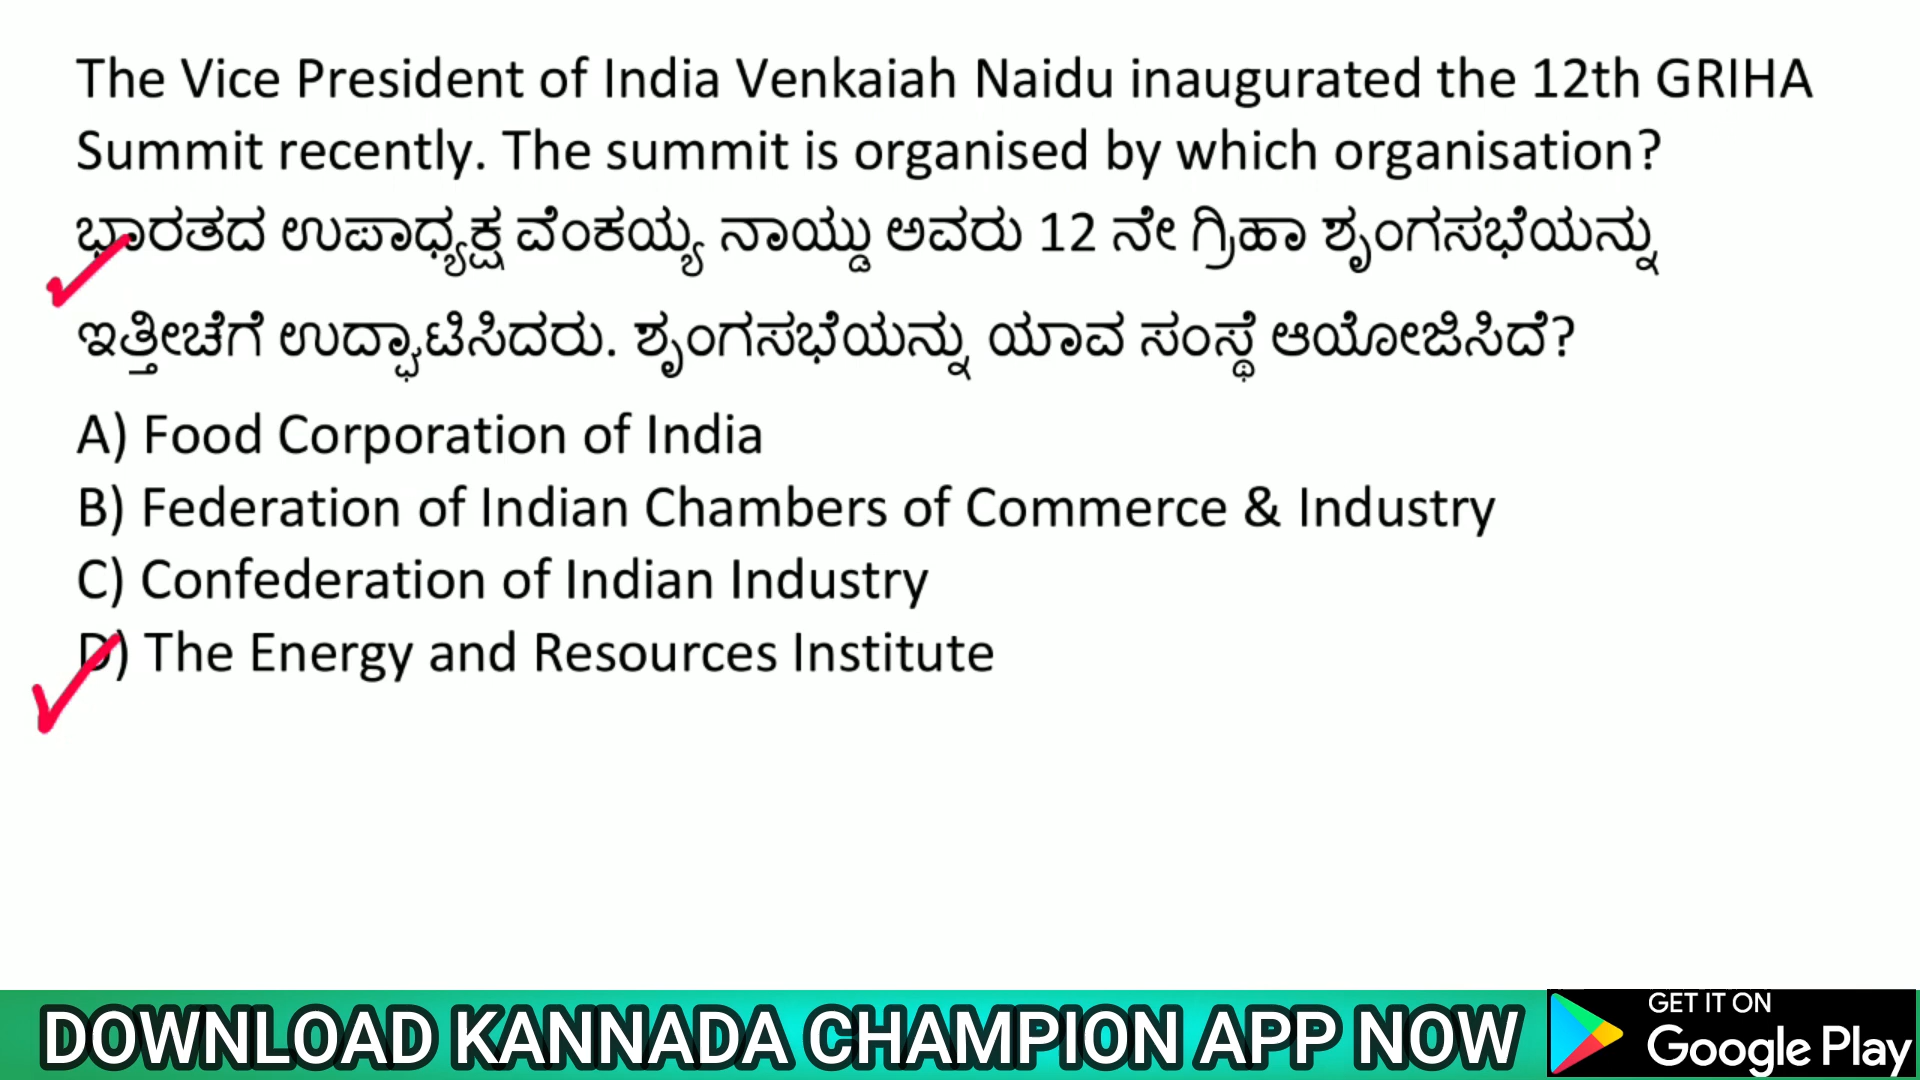 The Vice President of India Venkaiah Naidu inaugurated the 12th GRIHA
Summit recently. The summit is organised by which organisation?
ಭಾರತದ ಉಪಾಧ್ಯಕ್ಷ ವೆಂಕಯ್ಯ ನಾಯ್ಡು ಅವರು 12 ನೇ ಗ್ರಿಹಾ ಶೃಂಗಸಭೆಯನ್ನು
ಇತ್ತೀಚೆಗೆ ಉದ್ಘಾಟಿಸಿದರು. ಶೃಂಗಸಭೆಯನ್ನು ಯಾವ ಸಂಸ್ಥೆ ಆಯೋಜಿಸಿದೆ?
A) Food Corporation of India
B) Federation of Indian Chambers of Commerce & Industry
C) Confederation of Indian Industry
D) The Energy and Resources Institute
DOWNLOAD KANNADA CHAMPION APP NOW
GET IT ON
Google Play